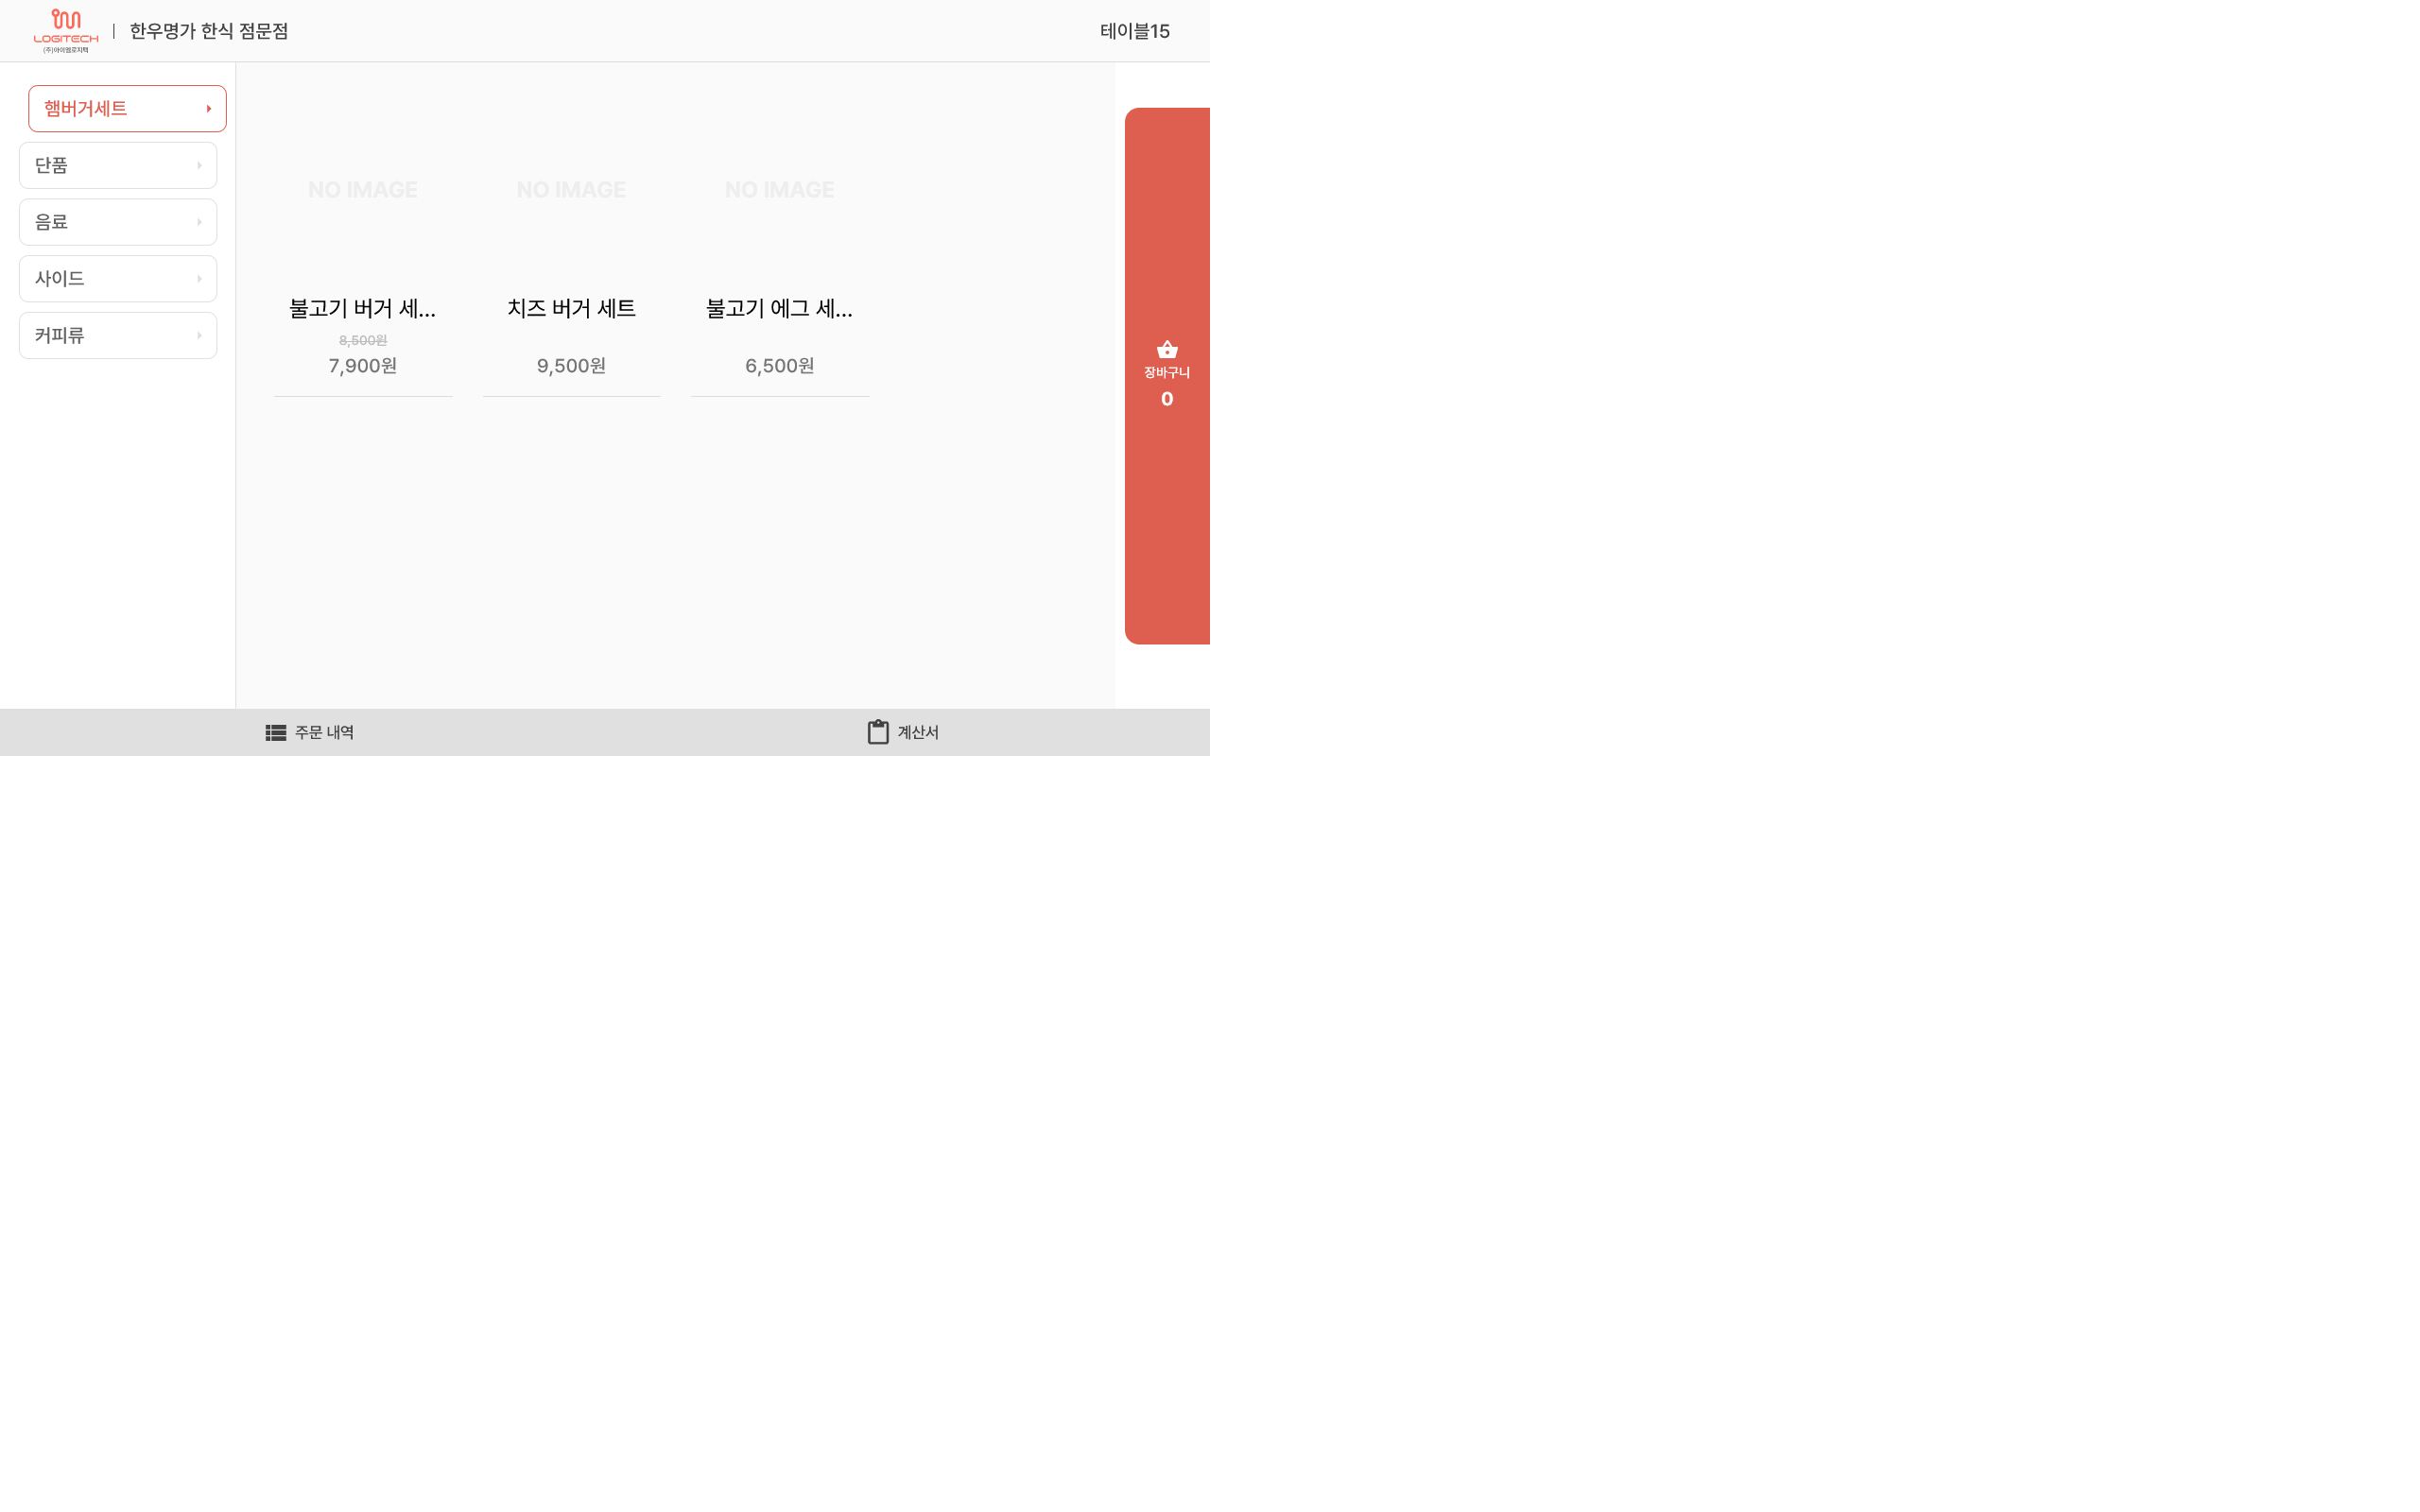 LOGITECH
(주)아이엠로지텍
한우명가 한식 점문점
테이블15
햄버거세트
단품
음료
사이드
커피류
NO IMAGE
불고기 버거 세...
8,500원
7,900원
NO IMAGE
치즈 버거 세트
9,500원
NO IMAGE
불고기 에그 세...
6,500원
장바구니
0
주문 내역
계산서